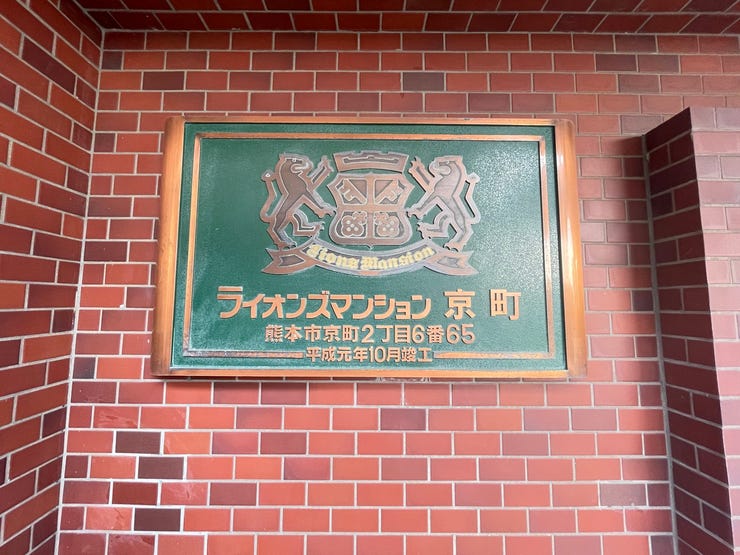 Lions Mansion
ライオンズマンション 京町
熊本市京町2丁目6番65
平成元年10月竣工